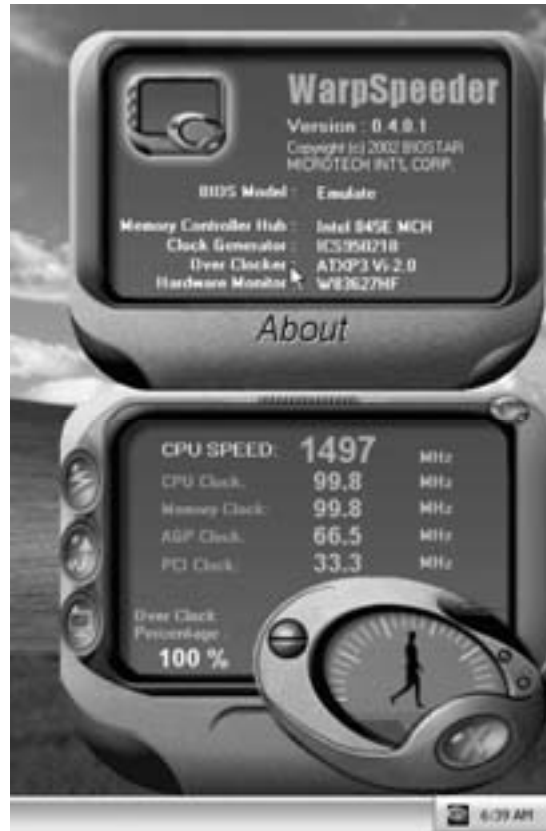 WarpSpeeder
Version : 0.4.0.1
Copyright (c) 2002 BIOSTAR
MICROTECH INT'L CORP.
BIOS Model : Emulate
Memory Controller Hub : Intel 845E MCH
Clock Generator : ICS950218
Over Clocker : ATXP3 Vi-2.0
Hardware Monitor : W83627HF
About
CPU SPEED: 1497 MHz
CPU Clock: 99.8 MHz
Memory Clock: 99.8 MHz
AGP Clock: 66.5 MHz
PCI Clock: 33.3 MHz
Over Clock
Percentage
100 %
6:39 AM